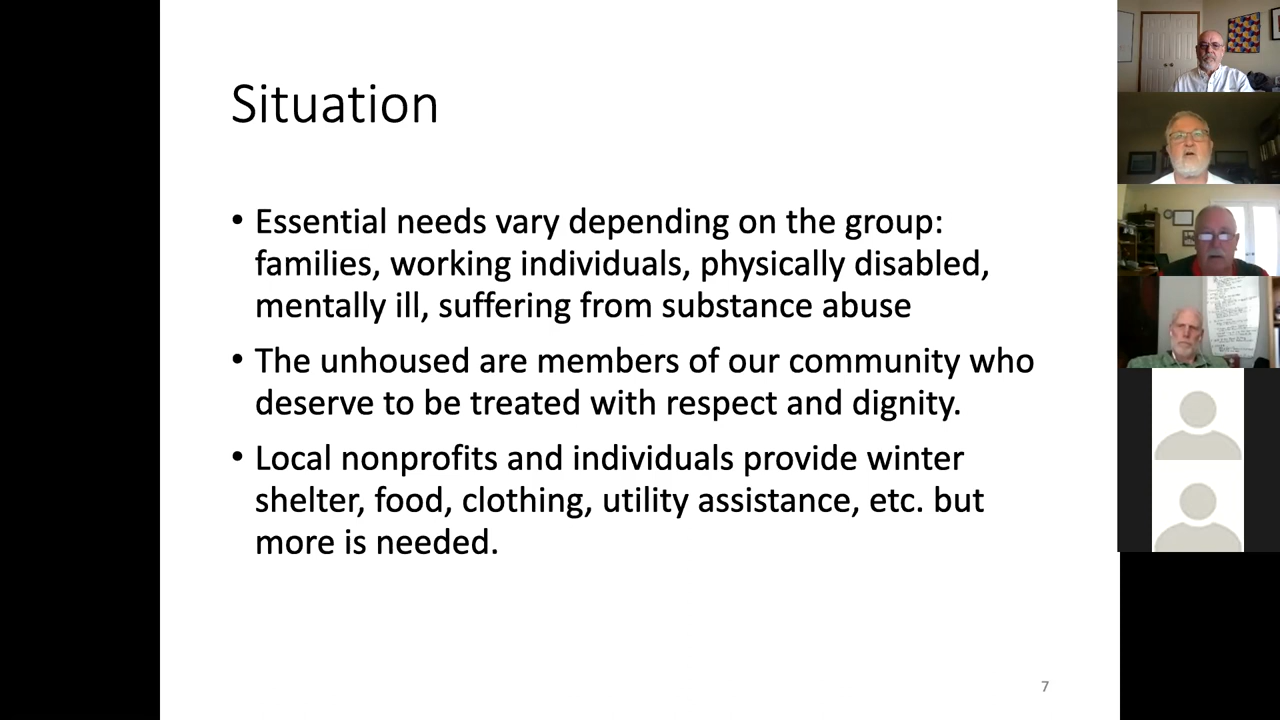 Situation
• Essential needs vary depending on the group:
families, working individuals, physically disabled,
mentally ill, suffering from substance abuse
• The unhoused are members of our community who
deserve to be treated with respect and dignity.
• Local nonprofits and individuals provide winter
shelter, food, clothing, utility assistance, etc. but
more is needed.
7